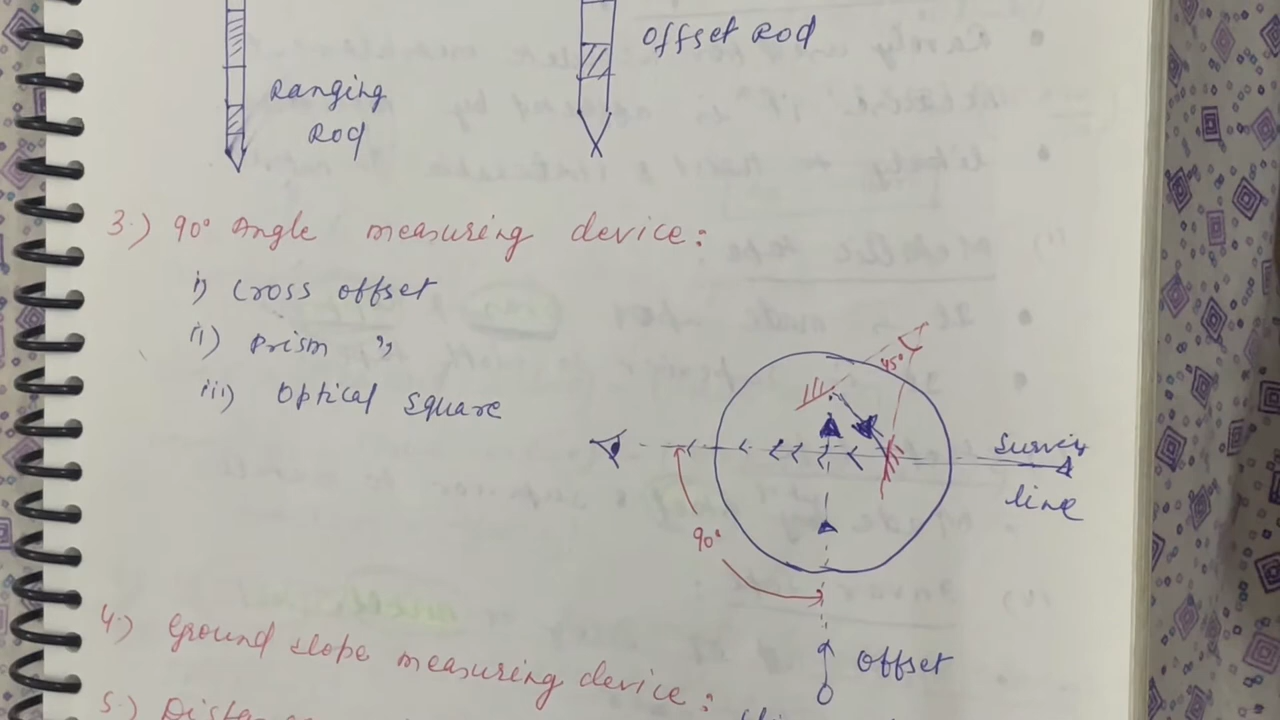 Offset Rod
Ranging
Rod
3.) 90° Angle measuring device:
i) Cross offset
ii) Prism "
iii) Optical Square
45°
Survey
line
90°
Offset
4.) Ground slope measuring device:
5.)